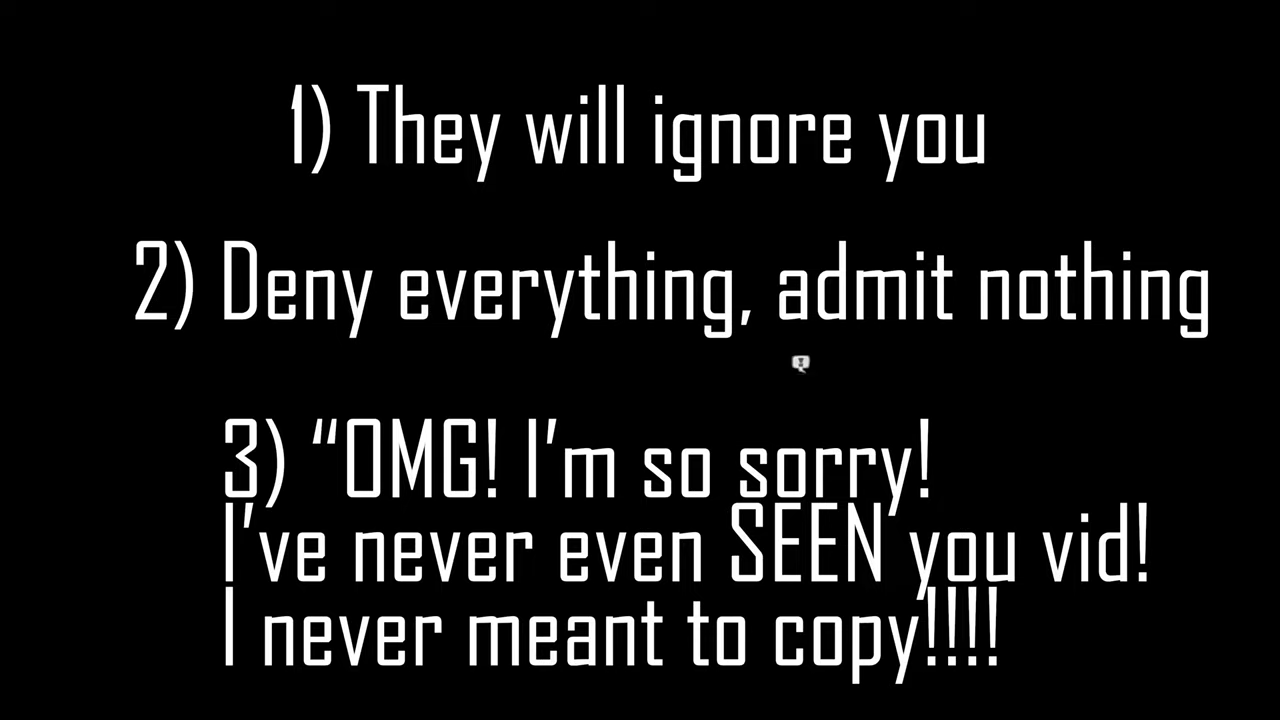 1) They will ignore you
2) Deny everything, admit nothing
3) “OMG! I’m so sorry!
I’ve never even SEEN you vid!
I never meant to copy!!!!